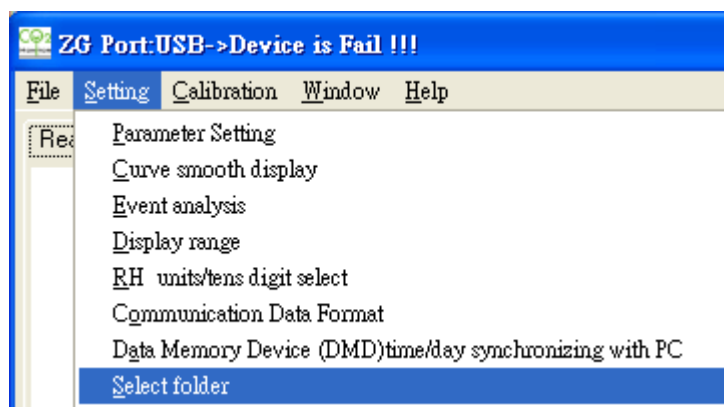 CO2
ZG Port:USB->Device is Fail !!!
File Setting Calibration Window Help
Rea
Parameter Setting
Curve smooth display
Event analysis
Display range
RH units/tens digit select
Communication Data Format
Data Memory Device (DMD)time/day synchronizing with PC
Select folder